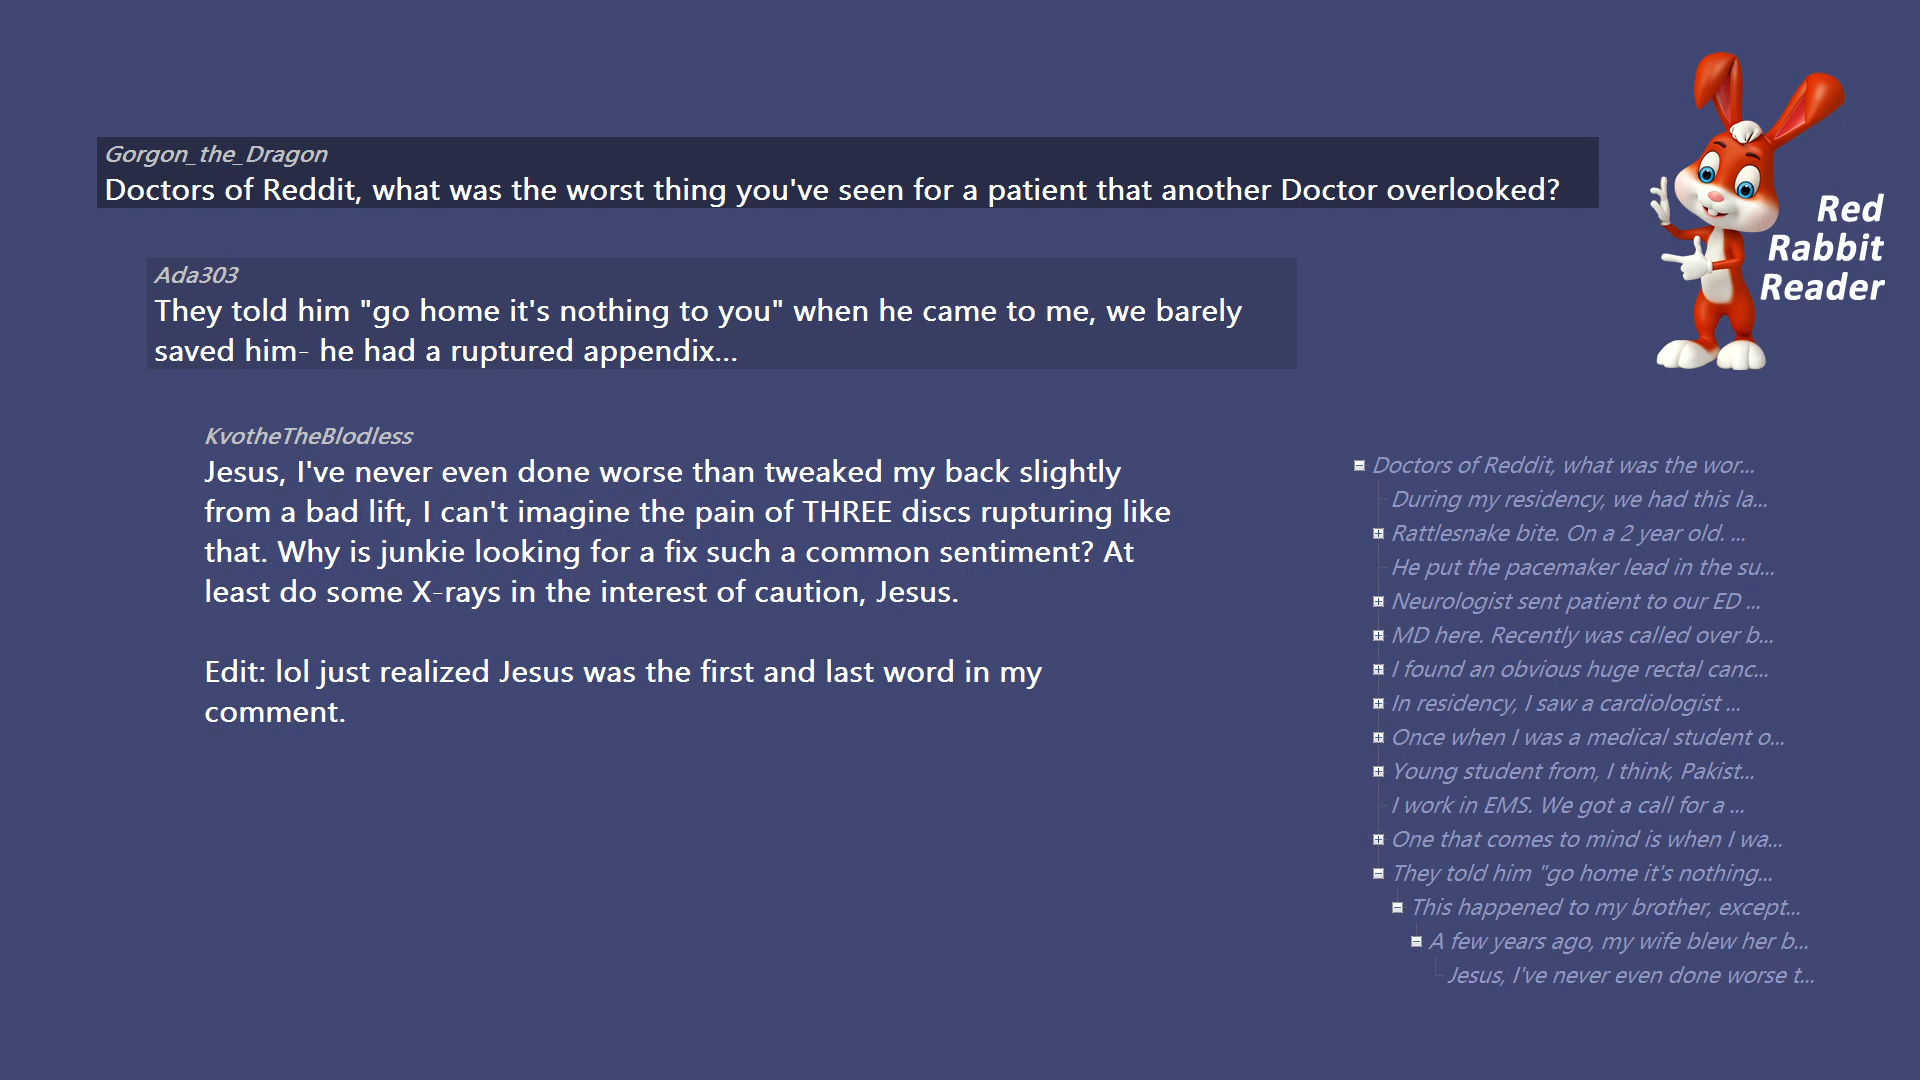 Gorgon_the_Dragon
Doctors of Reddit, what was the worst thing you've seen for a patient that another Doctor overlooked?
Ada303
They told him "go home it's nothing to you" when he came to me, we barely
saved him- he had a ruptured appendix...
KvotheTheBlodless
Jesus, I've never even done worse than tweaked my back slightly
from a bad lift, I can't imagine the pain of THREE discs rupturing like
that. Why is junkie looking for a fix such a common sentiment? At
least do some X-rays in the interest of caution, Jesus.
Edit: lol just realized Jesus was the first and last word in my
comment.
Red
Rabbit
Reader
Doctors of Reddit, what was the wor...
During my residency, we had this la...
Rattlesnake bite. On a 2 year old. ...
He put the pacemaker lead in the su...
Neurologist sent patient to our ED ...
MD here. Recently was called over b...
I found an obvious huge rectal canc...
In residency, I saw a cardiologist ...
Once when I was a medical student o...
Young student from, I think, Pakist...
I work in EMS. We got a call for a ...
One that comes to mind is when I wa...
They told him "go home it's nothing...
This happened to my brother, except...
A few years ago, my wife blew her b...
Jesus, I've never even done worse t...